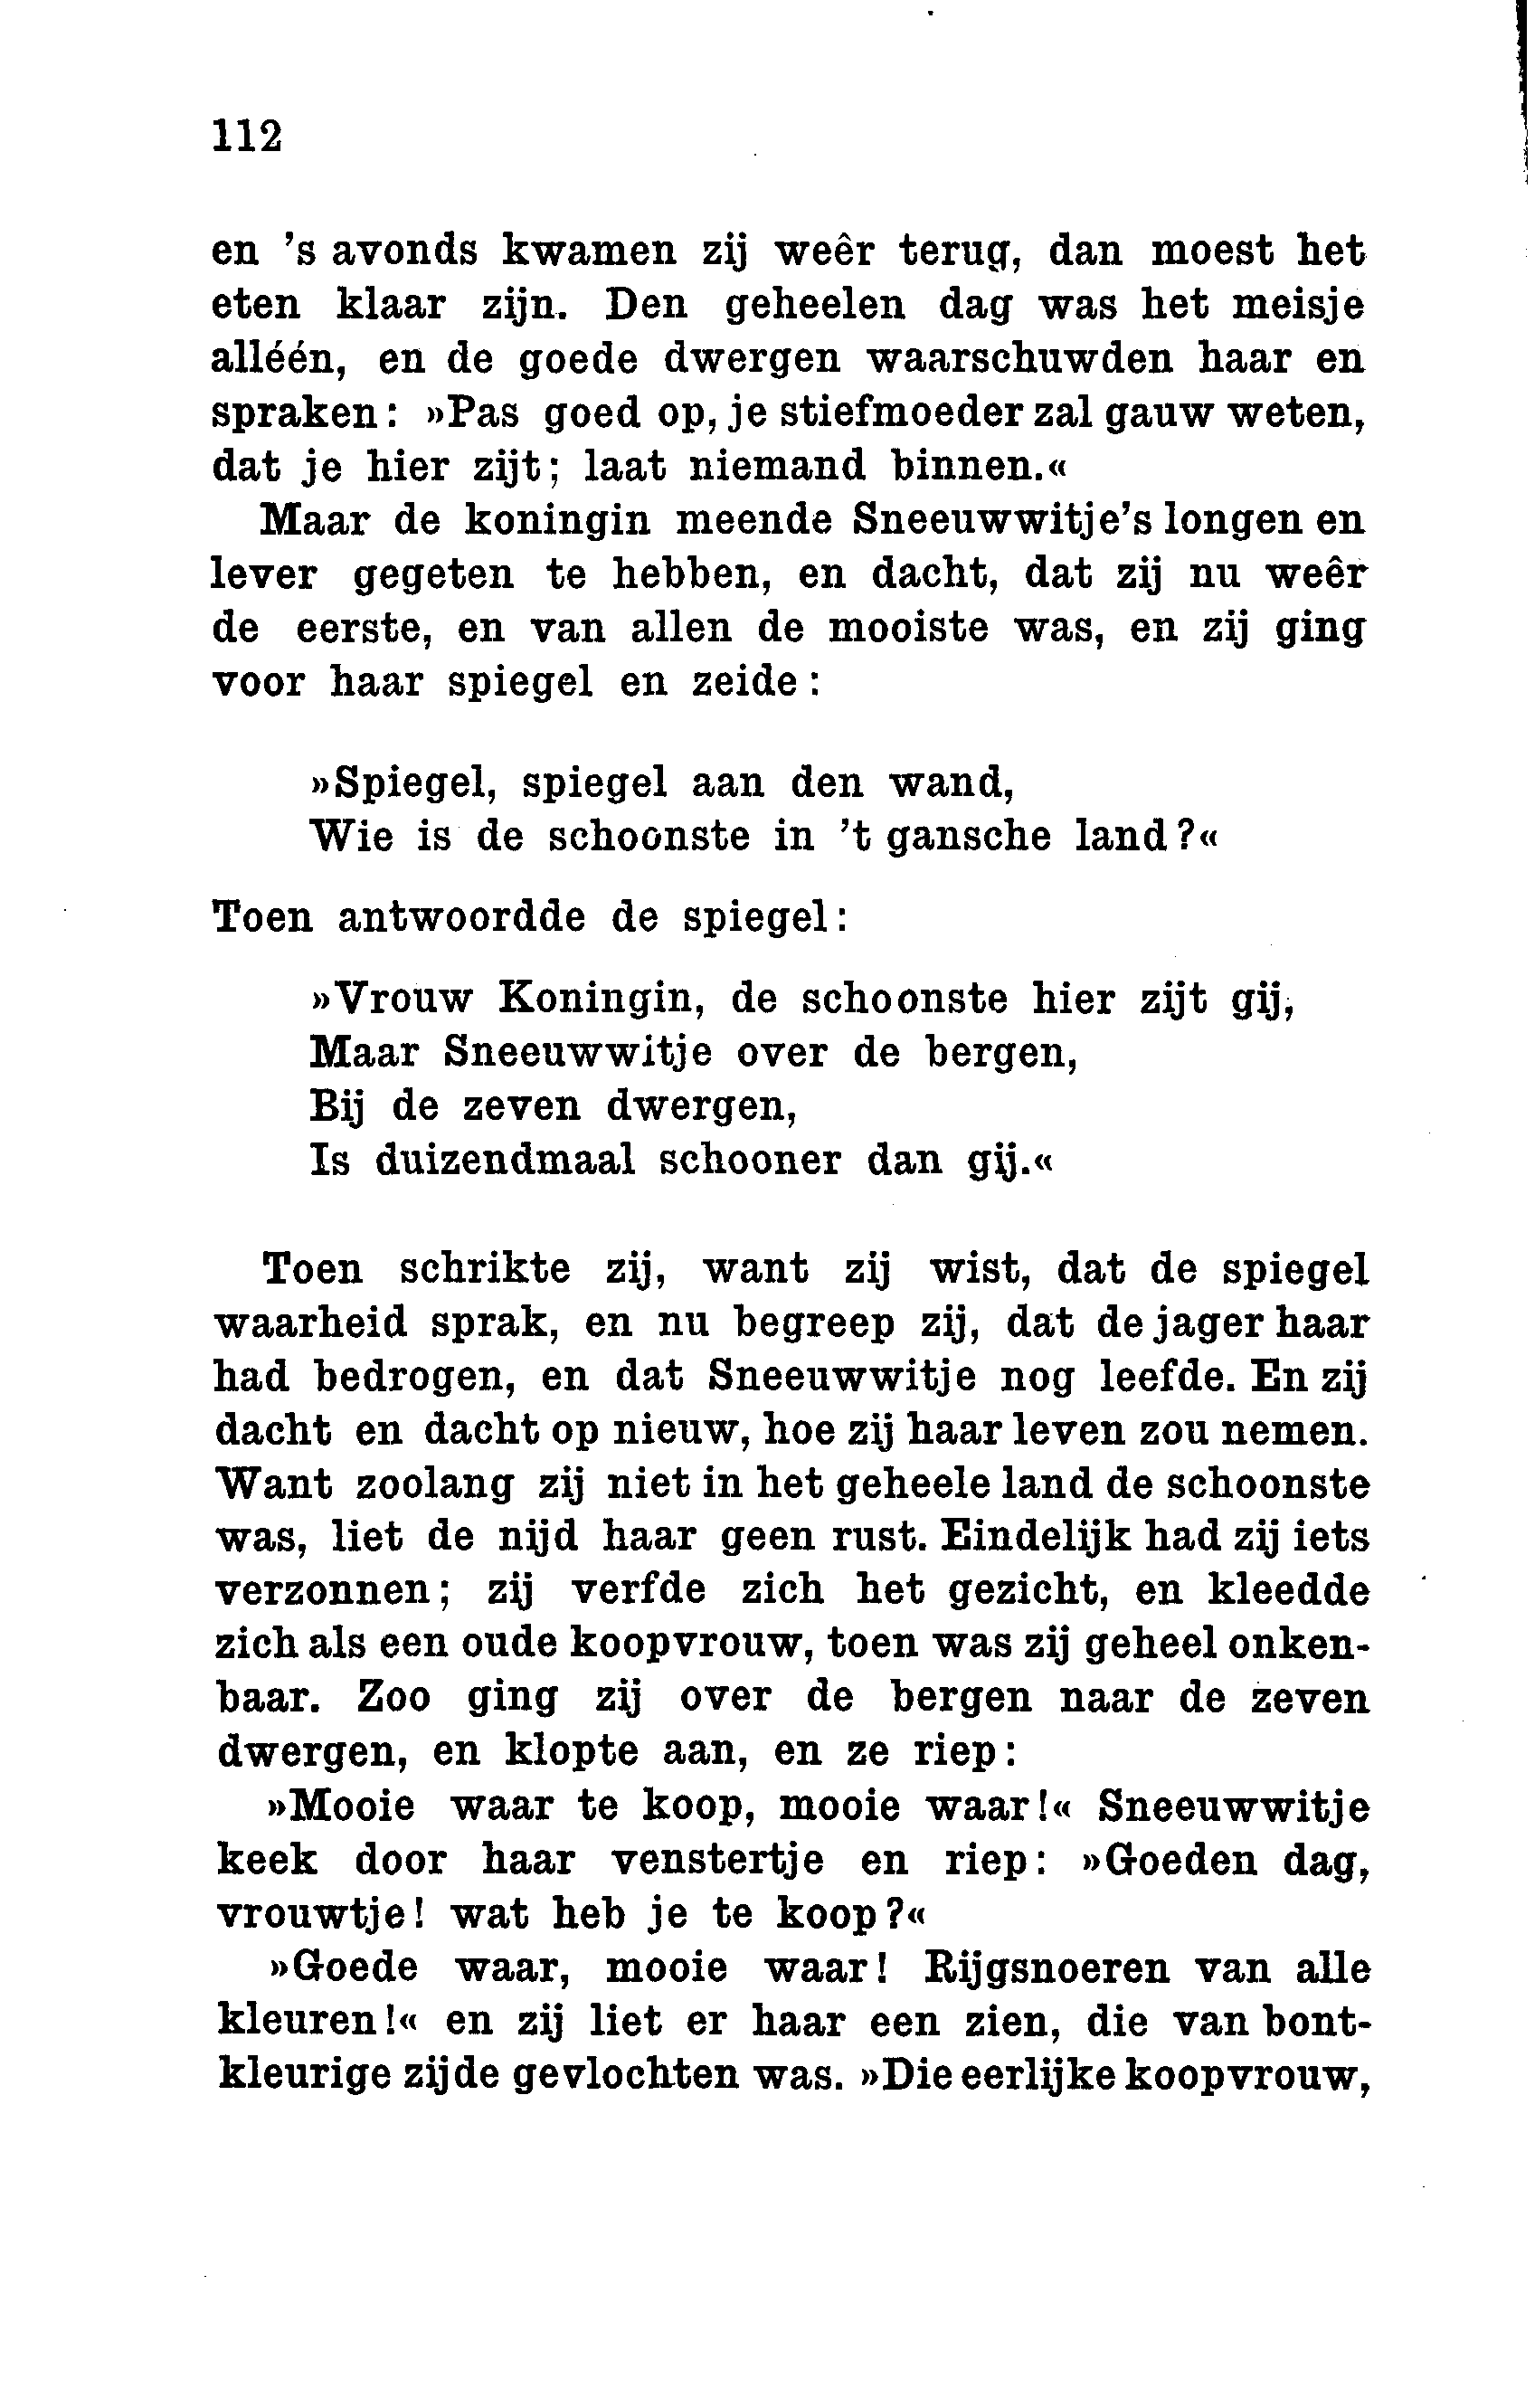 112
en 's avonds kwamen zij weêr terug, dan moest het
eten klaar zijn. Den geheelen dag was het meisje
alléén, en de goede dwergen waarschuwden haar en
spraken: »Pas goed op, je stiefmoeder zal gauw weten,
dat je hier zijt; laat niemand binnen.«
Maar de koningin meende Sneeuwwitje's longen en
lever gegeten te hebben, en dacht, dat zij nu weêr
de eerste, en van allen de mooiste was, en zij ging
voor haar spiegel en zeide:
»Spiegel, spiegel aan den wand,
Wie is de schoonste in 't gansche land?«
Toen antwoordde de spiegel:
»Vrouw Koningin, de schoonste hier zijt gij,
Maar Sneeuwwitje over de bergen,
Bij de zeven dwergen,
Is duizendmaal schooner dan gij.«
Toen schrikte zij, want zij wist, dat de spiegel
waarheid sprak, en nu begreep zij, dat de jager haar
had bedrogen, en dat Sneeuwwitje nog leefde. En zij
dacht en dacht op nieuw, hoe zij haar leven zou nemen.
Want zoolang zij niet in het geheele land de schoonste
was, liet de nijd haar geen rust. Eindelijk had zij iets
verzonnen; zij verfde zich het gezicht, en kleedde
zich als een oude koopvrouw, toen was zij geheel onken-
baar. Zoo ging zij over de bergen naar de zeven
dwergen, en klopte aan, en ze riep:
»Mooie waar te koop, mooie waar!« Sneeuwwitje
keek door haar venstertje en riep: »Goeden dag,
vrouwtje! wat heb je te koop?«
»Goede waar, mooie waar! Rijgsnoeren van alle
kleuren!« en zij liet er haar een zien, die van bont-
kleurige zijde gevlochten was. »Die eerlijke koopvrouw,